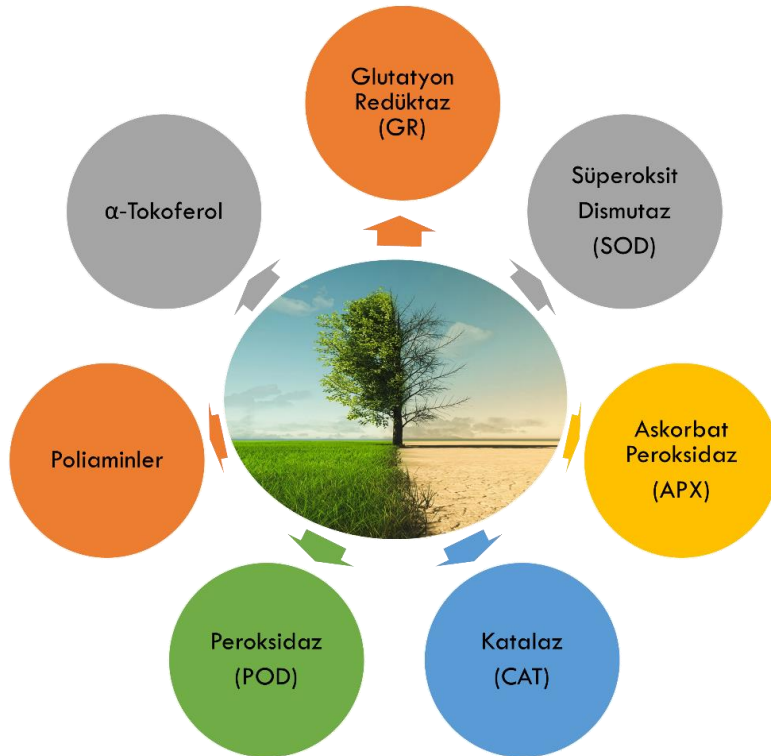 Glutatyon
Redüktaz
(GR)
Süperoksit
Dismutaz
(SOD)
Askorbat
Peroksidaz
(APX)
Katalaz
(CAT)
Peroksidaz
(POD)
Poliaminler
α-Tokoferol